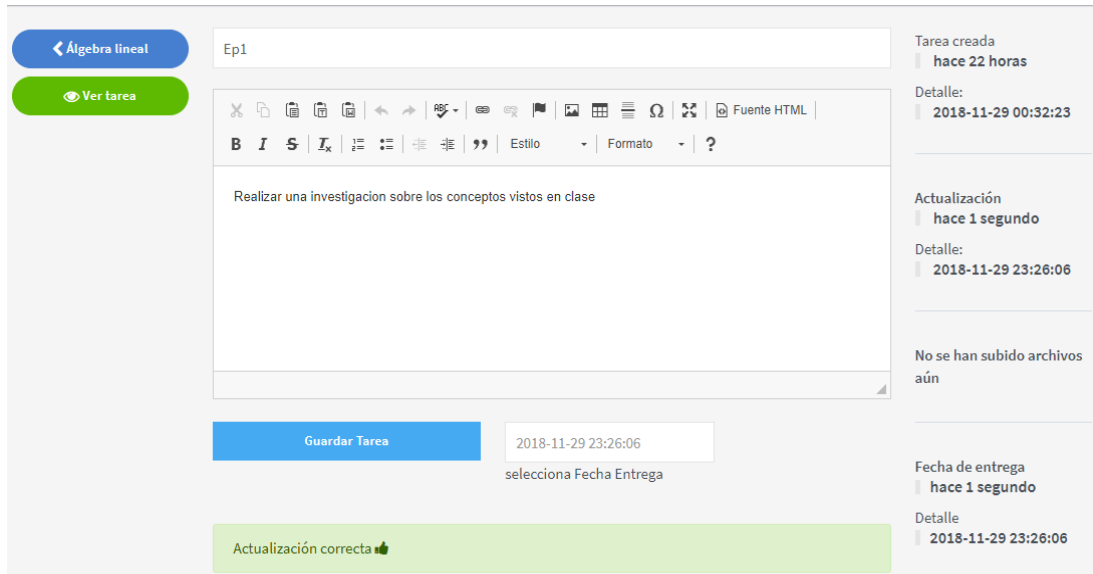 Álgebra lineal
Ver tarea
Ep1
ABC
Ω
Fuente HTML
B I S Ix
Estilo
Formato
?
Realizar una investigacion sobre los conceptos vistos en clase
Guardar Tarea
2018-11-29 23:26:06
selecciona Fecha Entrega
Actualización correcta
Tarea creada
hace 22 horas
Detalle:
2018-11-29 00:32:23
Actualización
hace 1 segundo
Detalle:
2018-11-29 23:26:06
No se han subido archivos
aún
Fecha de entrega
hace 1 segundo
Detalle
2018-11-29 23:26:06